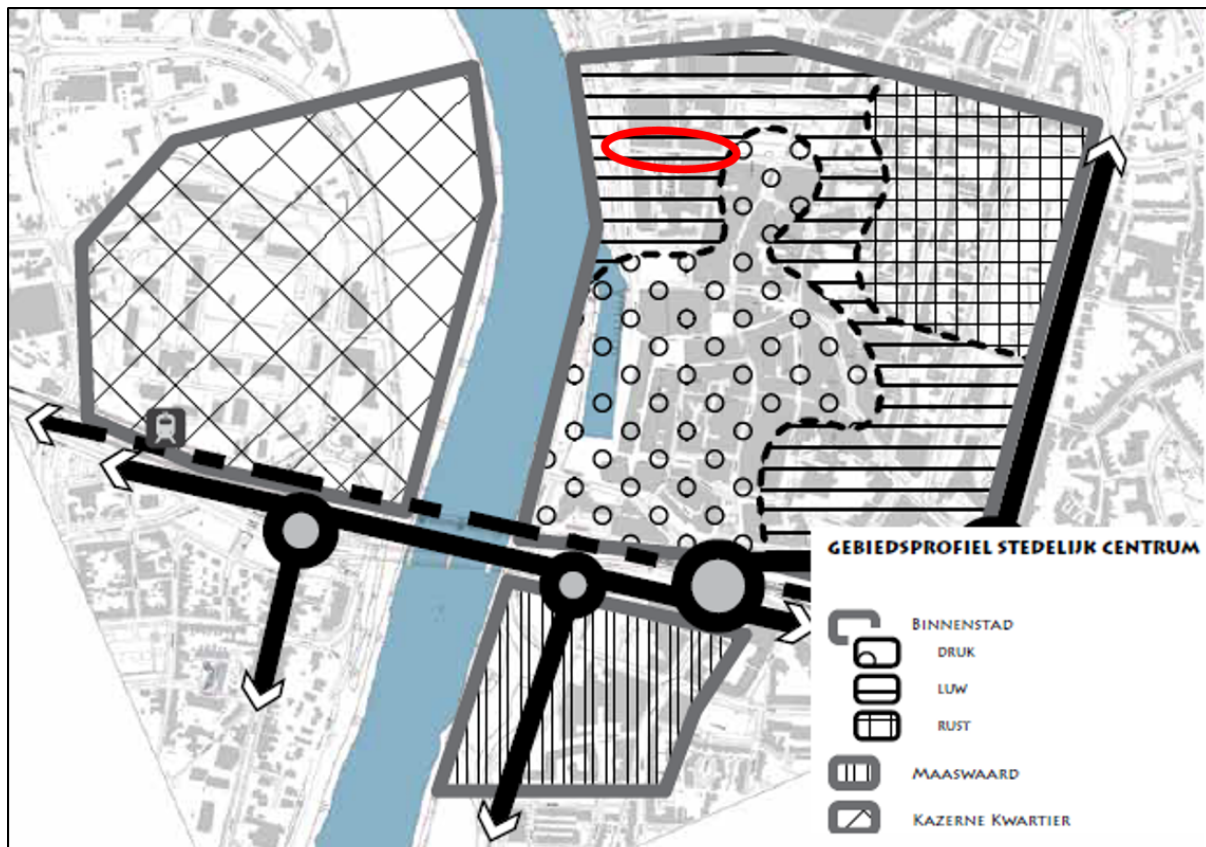 GEBIEDSPROFIEL STEDELIJK CENTRUM
BINNENSTAD
DRUK
LUW
RUST
MAASWAARD
KAZERNE KWARTIER